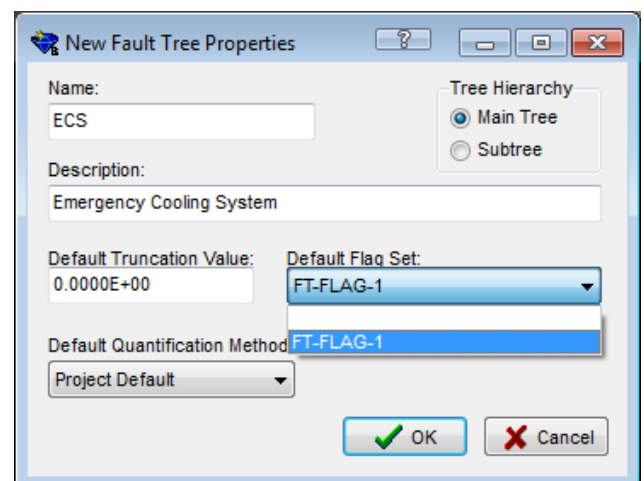 New Fault Tree Properties
?
Name:
ECS
Tree Hierarchy
Main Tree
Subtree
Description:
Emergency Cooling System
Default Truncation Value:
0.0000E+00
Default Flag Set:
FT-FLAG-1
FT-FLAG-1
Default Quantification Method
Project Default
OK
Cancel